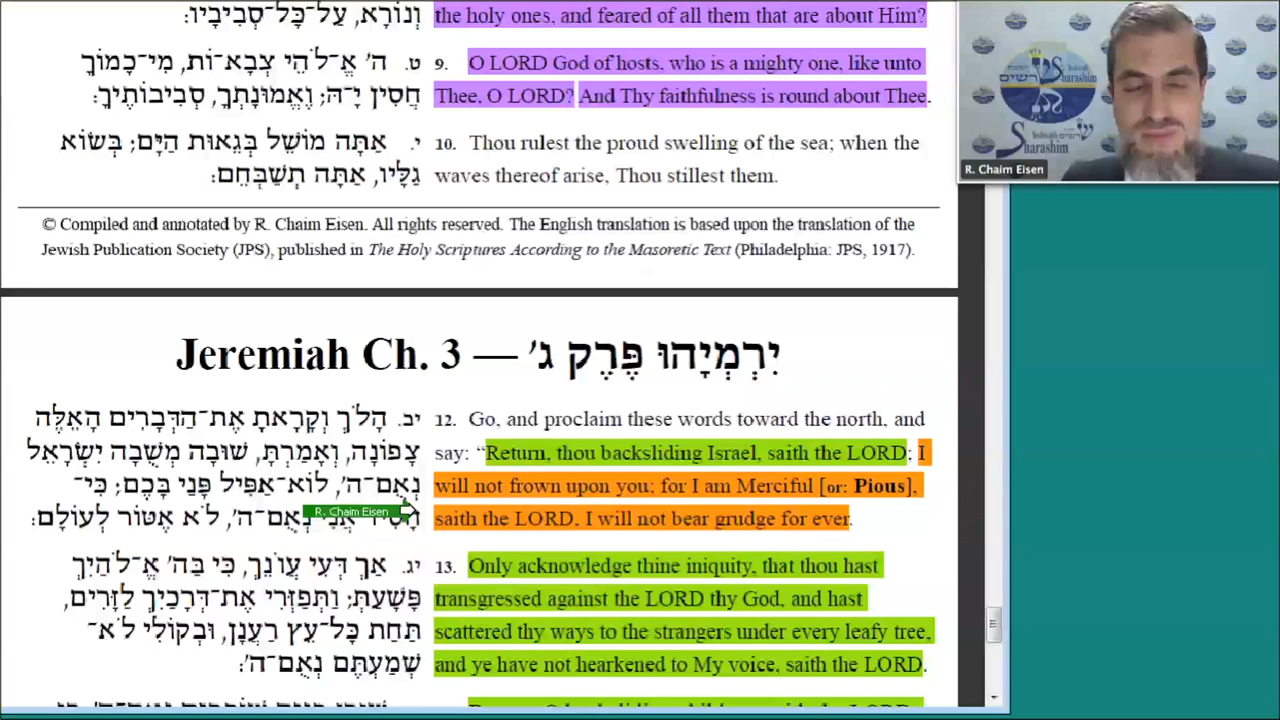 וְנוֹרָא, עַל־כָּל־סְבִיבָיו:
the holy ones, and feared of all them that are about Him?
ט. ה' אֱ־לֹהֵי צְבָא־וֹת, מִי־כָמוֹךָ
חֲסִין יָ־הּ; וֶאֱמוּנָתְךָ, סְבִיבוֹתֶיךָ:
9. O LORD God of hosts, who is a mighty one, like unto
Thee, O LORD? And Thy faithfulness is round about Thee.
י. אַתָּה מוֹשֵׁל בְּגֵאוּת הַיָּם; בְּשׂוֹא
גַלָּיו, אַתָּה תְשַׁבְּחֵם:
10. Thou rulest the proud swelling of the sea; when the
waves thereof arise, Thou stillest them.
© Compiled and annotated by R. Chaim Eisen. All rights reserved. The English translation is based upon the translation of the
Jewish Publication Society (JPS), published in The Holy Scriptures According to the Masoretic Text (Philadelphia: JPS, 1917).
Jeremiah Ch. 3 — יִרְמְיָהוּ פֶּרֶק ג'
יב. הָלֹךְ וְקָרָאתָ אֶת־הַדְּבָרִים הָאֵלֶּה
צָפוֹנָה, וְאָמַרְתָּ, שׁוּבָה מְשֻׁבָה יִשְׂרָאֵל
נְאֻם־ה', לוֹא־אַפִּיל פָּנַי בָּכֶם; כִּי־
נְאֻם־ה', לֹא אֶטּוֹר לְעוֹלָם:
12. Go, and proclaim these words toward the north, and
say: “Return, thou backsliding Israel, saith the LORD; I
will not frown upon you; for I am Merciful [or: Pious],
saith the LORD, I will not bear grudge for ever.
יג. אַךְ דְּעִי עֲוֹנֵךְ, כִּי בַּה' אֱ־לֹהַיִךְ
פָּשָׁעַתְּ; וַתְּפַזְּרִי אֶת־דְּרָכַיִךְ לַזָּרִים,
תַּחַת כָּל־עֵץ רַעֲנָן, וּבְקוֹלִי לֹא־
שְׁמַעְתֶּם נְאֻם־ה':
13. Only acknowledge thine iniquity, that thou hast
transgressed against the LORD thy God, and hast
scattered thy ways to the strangers under every leafy tree,
and ye have not hearkened to My voice, saith the LORD.
R. Chaim Eisen
R. Chaim Eisen
שרשים
Sharashim